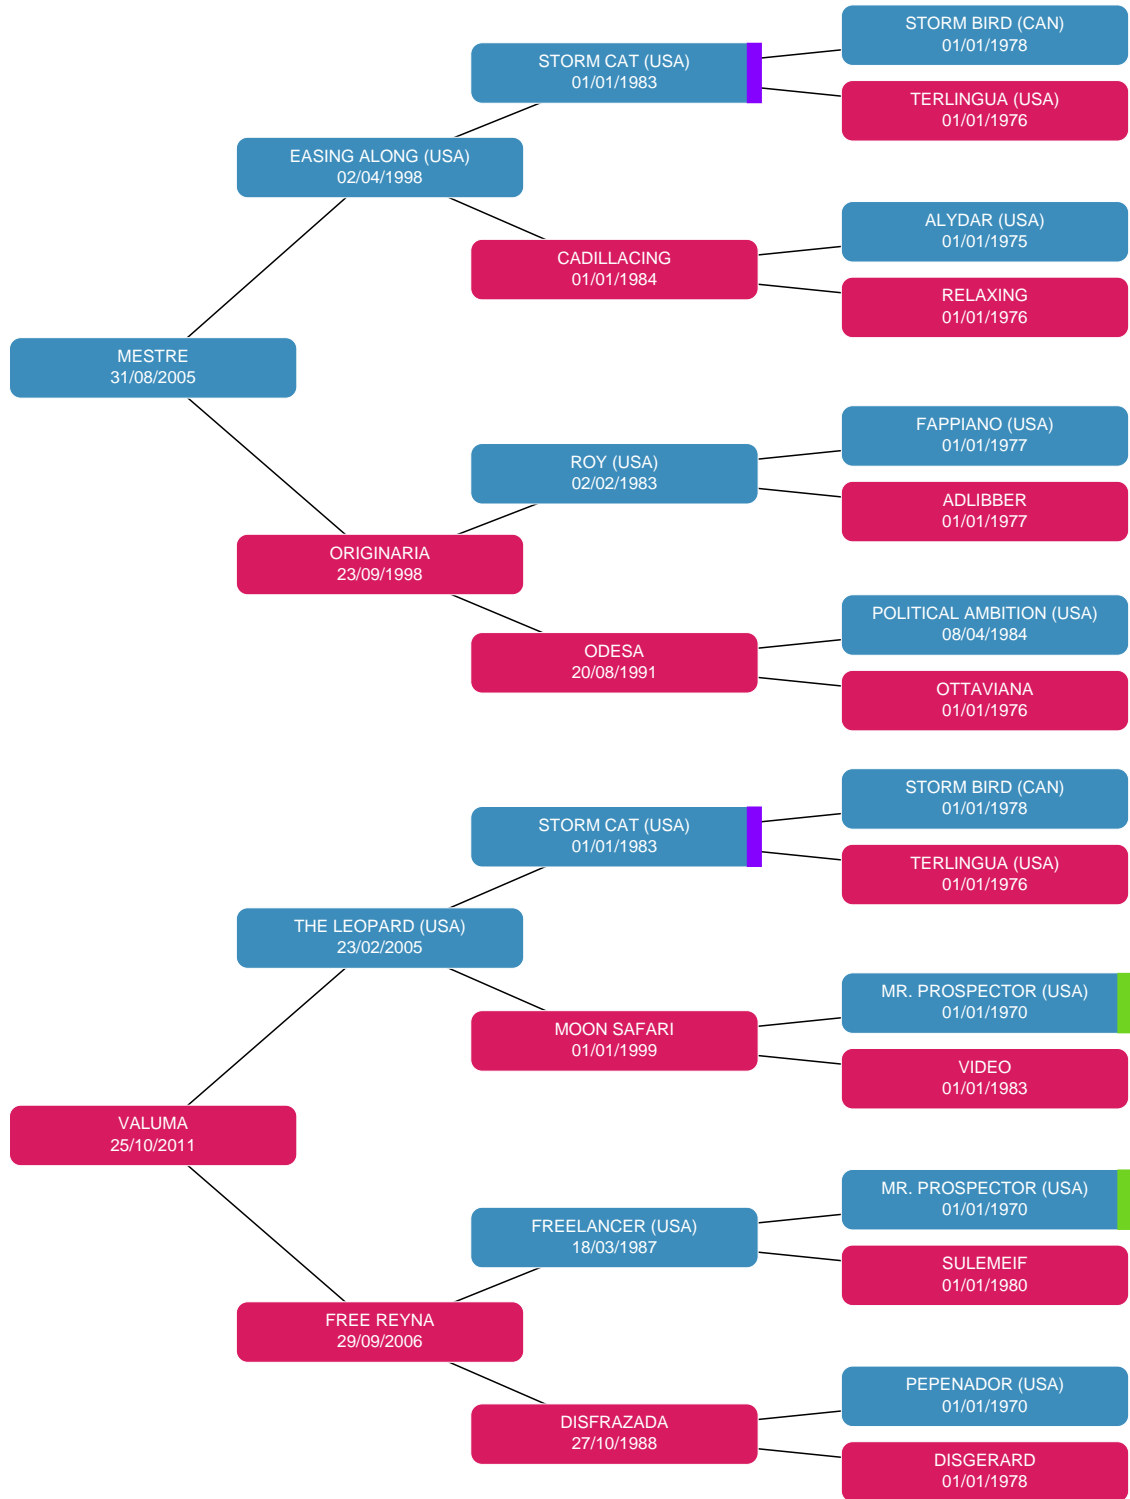 STORM BIRD (CAN)
01/01/1978
STORM CAT (USA)
01/01/1983
TERLINGUA (USA)
01/01/1976
EASING ALONG (USA)
02/04/1998
ALYDAR (USA)
01/01/1975
CADILLACING
01/01/1984
RELAXING
01/01/1976
MESTRE
31/08/2005
FAPPIANO (USA)
01/01/1977
ROY (USA)
02/02/1983
ADLIBBER
01/01/1977
ORIGINARIA
23/09/1998
POLITICAL AMBITION (USA)
08/04/1984
ODESA
20/08/1991
OTTAVIANA
01/01/1976
STORM BIRD (CAN)
01/01/1978
STORM CAT (USA)
01/01/1983
TERLINGUA (USA)
01/01/1976
THE LEOPARD (USA)
23/02/2005
MR. PROSPECTOR (USA)
01/01/1970
MOON SAFARI
01/01/1999
VIDEO
01/01/1983
VALUMA
25/10/2011
MR. PROSPECTOR (USA)
01/01/1970
FREELANCER (USA)
18/03/1987
SULEMEIF
01/01/1980
FREE REYNA
29/09/2006
PEPENADOR (USA)
01/01/1970
DISFRAZADA
27/10/1988
DISGERARD
01/01/1978